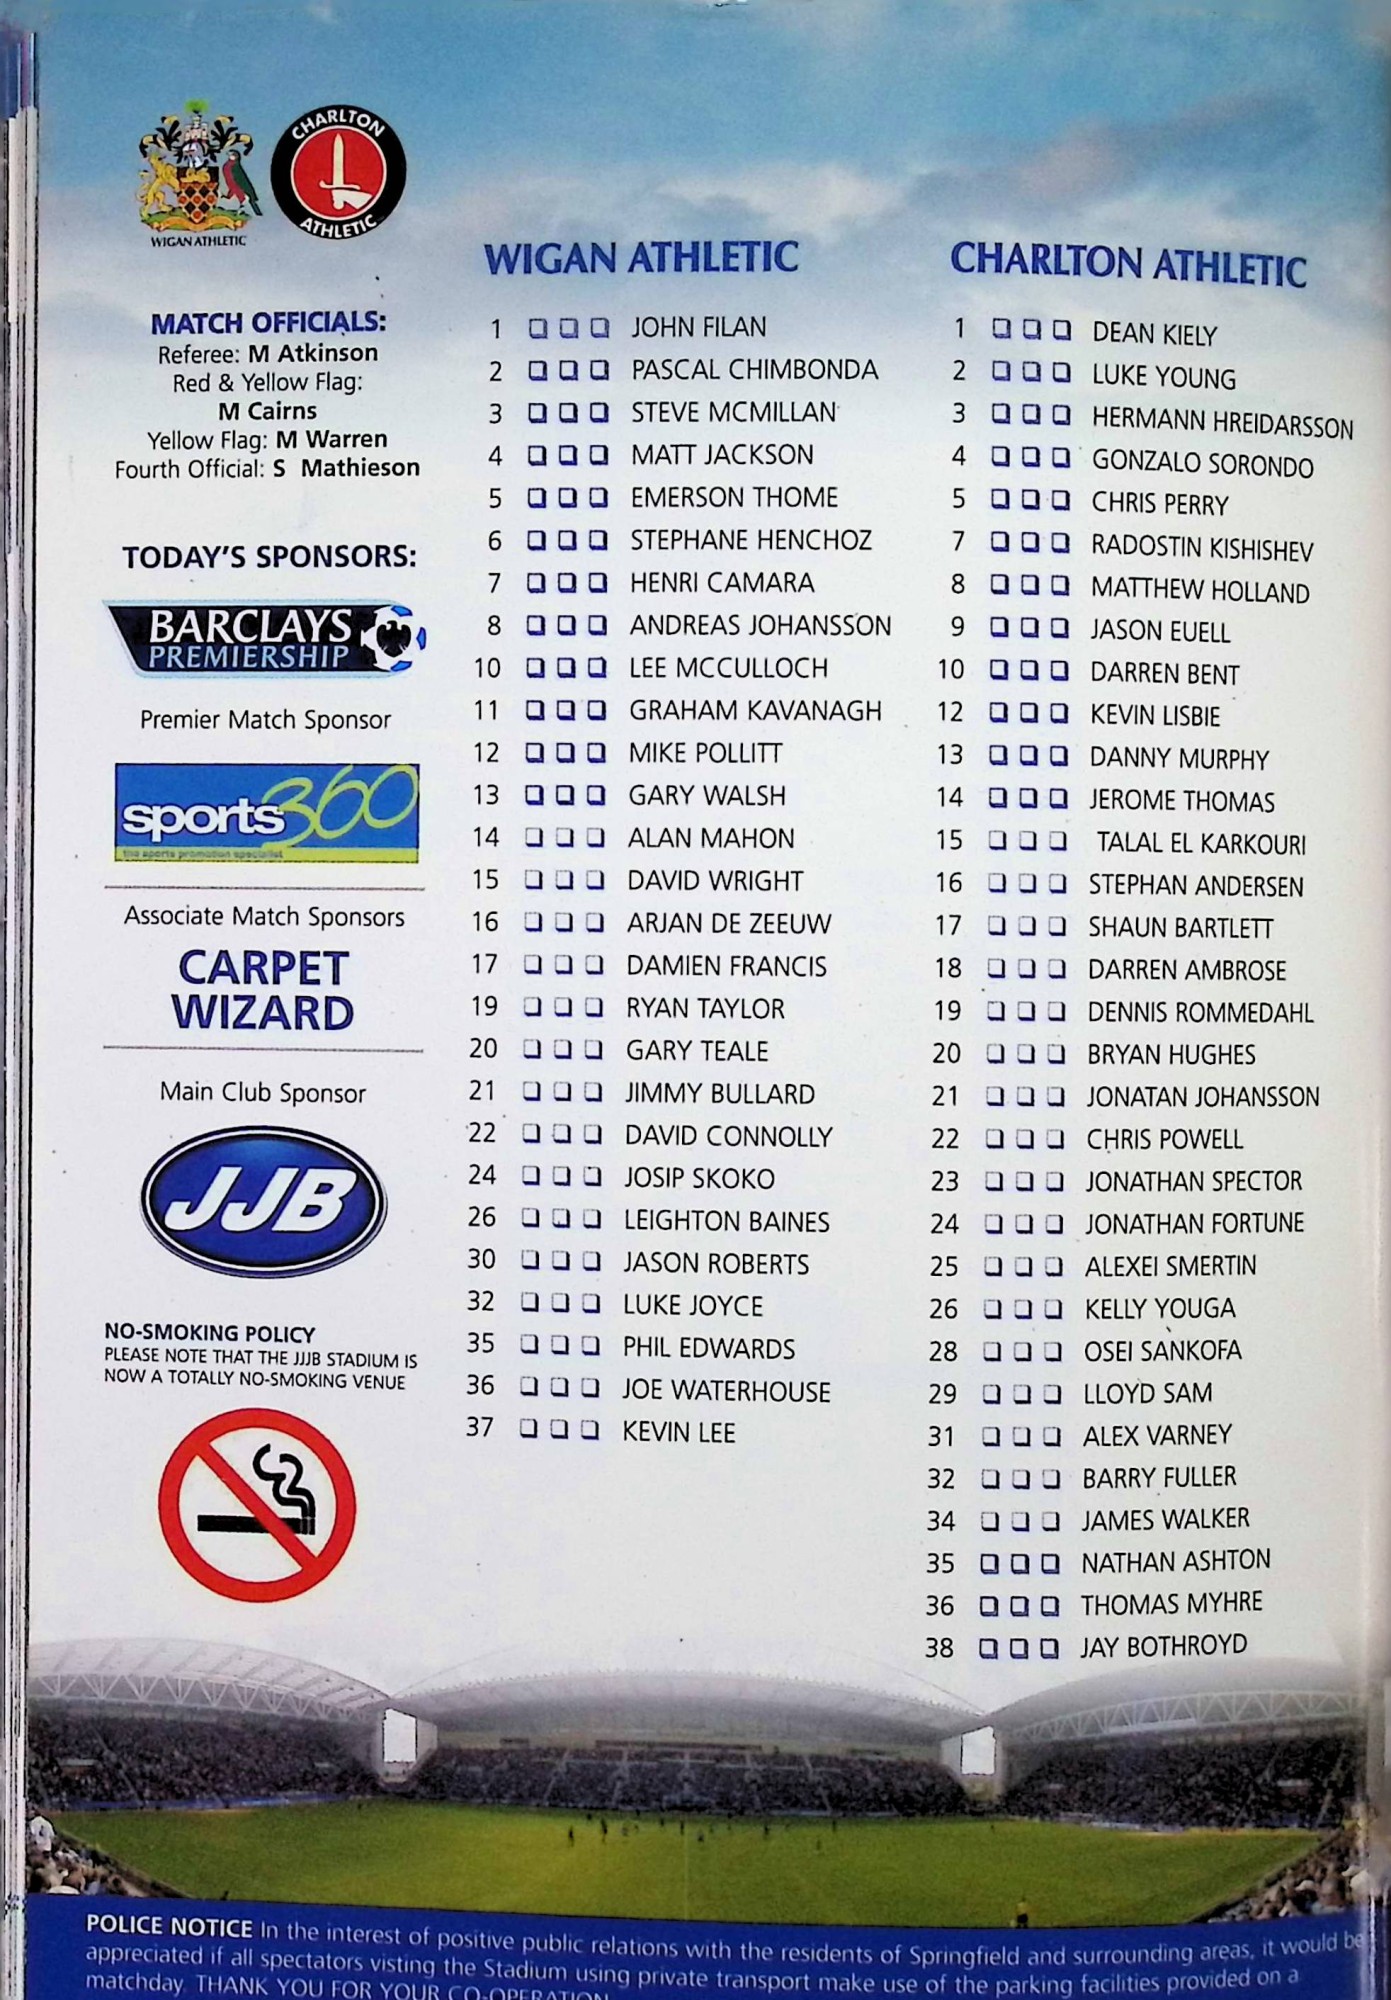 WIGAN ATHLETIC
CHARLTON
ATHLETIC
MATCH OFFICIALS:
Referee: M Atkinson
Red & Yellow Flag:
M Cairns
Yellow Flag: M Warren
Fourth Official: S Mathieson
TODAY'S SPONSORS:
BARCLAYS
PREMIERSHIP
Premier Match Sponsor
sports360
the sports promotion specialist
Associate Match Sponsors
CARPET
WIZARD
Main Club Sponsor
JJB
NO-SMOKING POLICY
PLEASE NOTE THAT THE JJJB STADIUM IS
NOW A TOTALLY NO-SMOKING VENUE
WIGAN ATHLETIC
1 JOHN FILAN
2 PASCAL CHIMBONDA
3 STEVE MCMILLAN
4 MATT JACKSON
5 EMERSON THOME
6 STEPHANE HENCHOZ
7 HENRI CAMARA
8 ANDREAS JOHANSSON
10 LEE MCCULLOCH
11 GRAHAM KAVANAGH
12 MIKE POLLITT
13 GARY WALSH
14 ALAN MAHON
15 DAVID WRIGHT
16 ARJAN DE ZEEUW
17 DAMIEN FRANCIS
19 RYAN TAYLOR
20 GARY TEALE
21 JIMMY BULLARD
22 DAVID CONNOLLY
24 JOSIP SKOKO
26 LEIGHTON BAINES
30 JASON ROBERTS
32 LUKE JOYCE
35 PHIL EDWARDS
36 JOE WATERHOUSE
37 KEVIN LEE
CHARLTON ATHLETIC
1 DEAN KIELY
2 LUKE YOUNG
3 HERMANN HREIDARSSON
4 GONZALO SORONDO
5 CHRIS PERRY
7 RADOSTIN KISHISHEV
8 MATTHEW HOLLAND
9 JASON EUELL
10 DARREN BENT
12 KEVIN LISBIE
13 DANNY MURPHY
14 JEROME THOMAS
15 TALAL EL KARKOURI
16 STEPHAN ANDERSEN
17 SHAUN BARTLETT
18 DARREN AMBROSE
19 DENNIS ROMMEDAHL
20 BRYAN HUGHES
21 JONATAN JOHANSSON
22 CHRIS POWELL
23 JONATHAN SPECTOR
24 JONATHAN FORTUNE
25 ALEXEI SMERTIN
26 KELLY YOUGA
28 OSEI SANKOFA
29 LLOYD SAM
31 ALEX VARNEY
32 BARRY FULLER
34 JAMES WALKER
35 NATHAN ASHTON
36 THOMAS MYHRE
38 JAY BOTHROYD
POLICE NOTICE In the interest of positive public relations with the residents of Springfield and surrounding areas, it would be
appreciated if all spectators visting the Stadium using private transport make use of the parking facilities provided on a
matchday. THANK YOU FOR YOUR CO-OPERATION